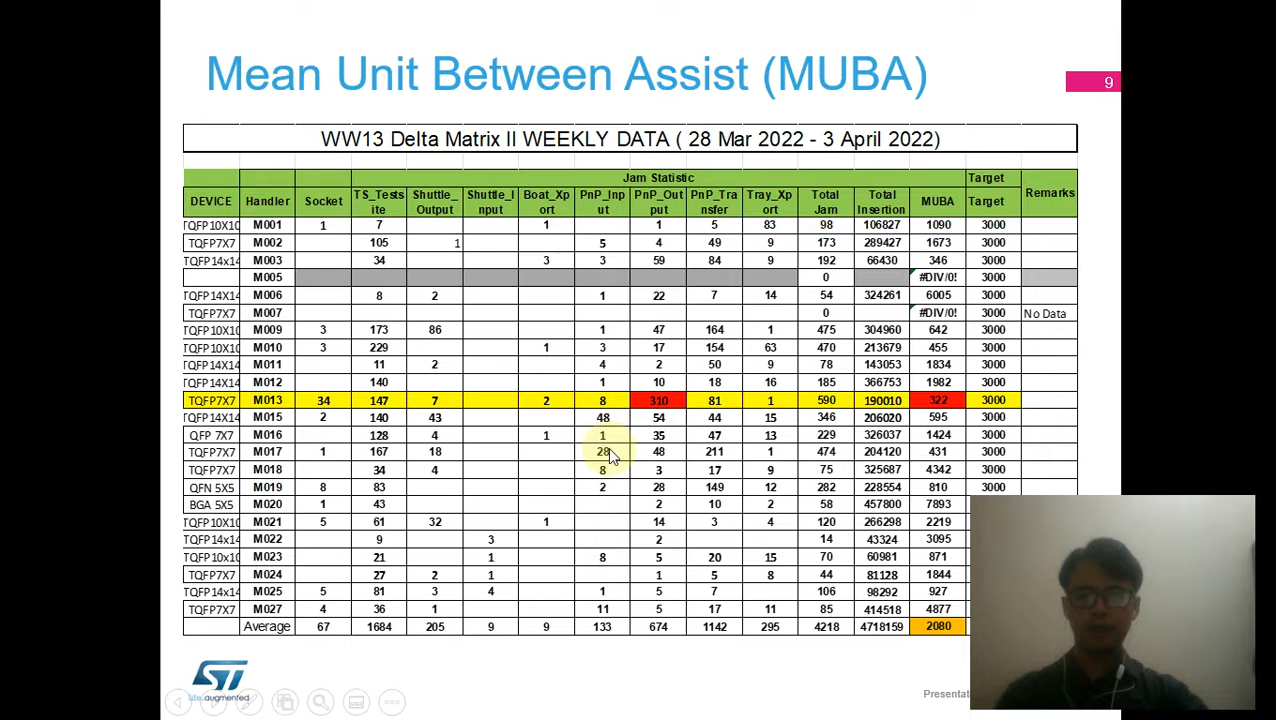 Mean Unit Between Assist (MUBA)
9
WW13 Delta Matrix II WEEKLY DATA ( 28 Mar 2022 - 3 April 2022)
Jam Statistic Target
DEVICE Handler Socket TS_Testsite Shuttle_Output Shuttle_Input Boat_Xport PnP_Input PnP_Output PnP_Transfer Tray_Xport Total Jam Total Insertion MUBA Target Remarks
TQFP10X10 M001 1 7 1 1 5 83 98 106827 1090 3000
TQFP7X7 M002 105 1 5 4 49 9 173 289427 1673 3000
TQFP14x14 M003 34 3 3 59 84 9 192 66430 346 3000
M005 0 #DIV/0! 3000
TQFP14X14 M006 8 2 1 22 7 14 54 324261 6005 3000
TQFP7X7 M007 0 #DIV/0! 3000 No Data
TQFP10X10 M009 3 173 86 1 47 164 1 475 304960 642 3000
TQFP10X10 M010 3 229 1 3 17 154 63 470 213679 455 3000
TQFP14X14 M011 11 2 4 2 50 9 78 143053 1834 3000
TQFP14X14 M012 140 1 10 18 16 185 366753 1982 3000
TQFP7X7 M013 34 147 7 2 8 310 81 1 590 190010 322 3000
TQFP14X14 M015 2 140 43 48 54 44 15 346 206020 595 3000
QFP 7X7 M016 128 4 1 1 35 47 13 229 326037 1424 3000
TQFP7X7 M017 1 167 18 28 48 211 1 474 204120 431 3000
TQFP7X7 M018 34 4 8 3 17 9 75 325687 4342 3000
QFN 5X5 M019 8 83 2 28 149 12 282 228554 810 3000
BGA 5X5 M020 1 43 2 10 2 58 457800 7893
TQFP10X10 M021 5 61 32 1 14 3 4 120 266298 2219
TQFP14x14 M022 9 3 2 14 43324 3095
TQFP10x10 M023 21 1 8 5 20 15 70 60981 871
TQFP7X7 M024 27 2 1 1 5 8 44 81128 1844
TQFP14x14 M025 5 81 3 4 1 5 7 106 98292 927
TQFP7X7 M027 4 36 1 11 5 17 11 85 414518 4877
Average 67 1684 205 9 9 133 674 1142 295 4218 4718159 2080
ST
life.augmented
Presentat